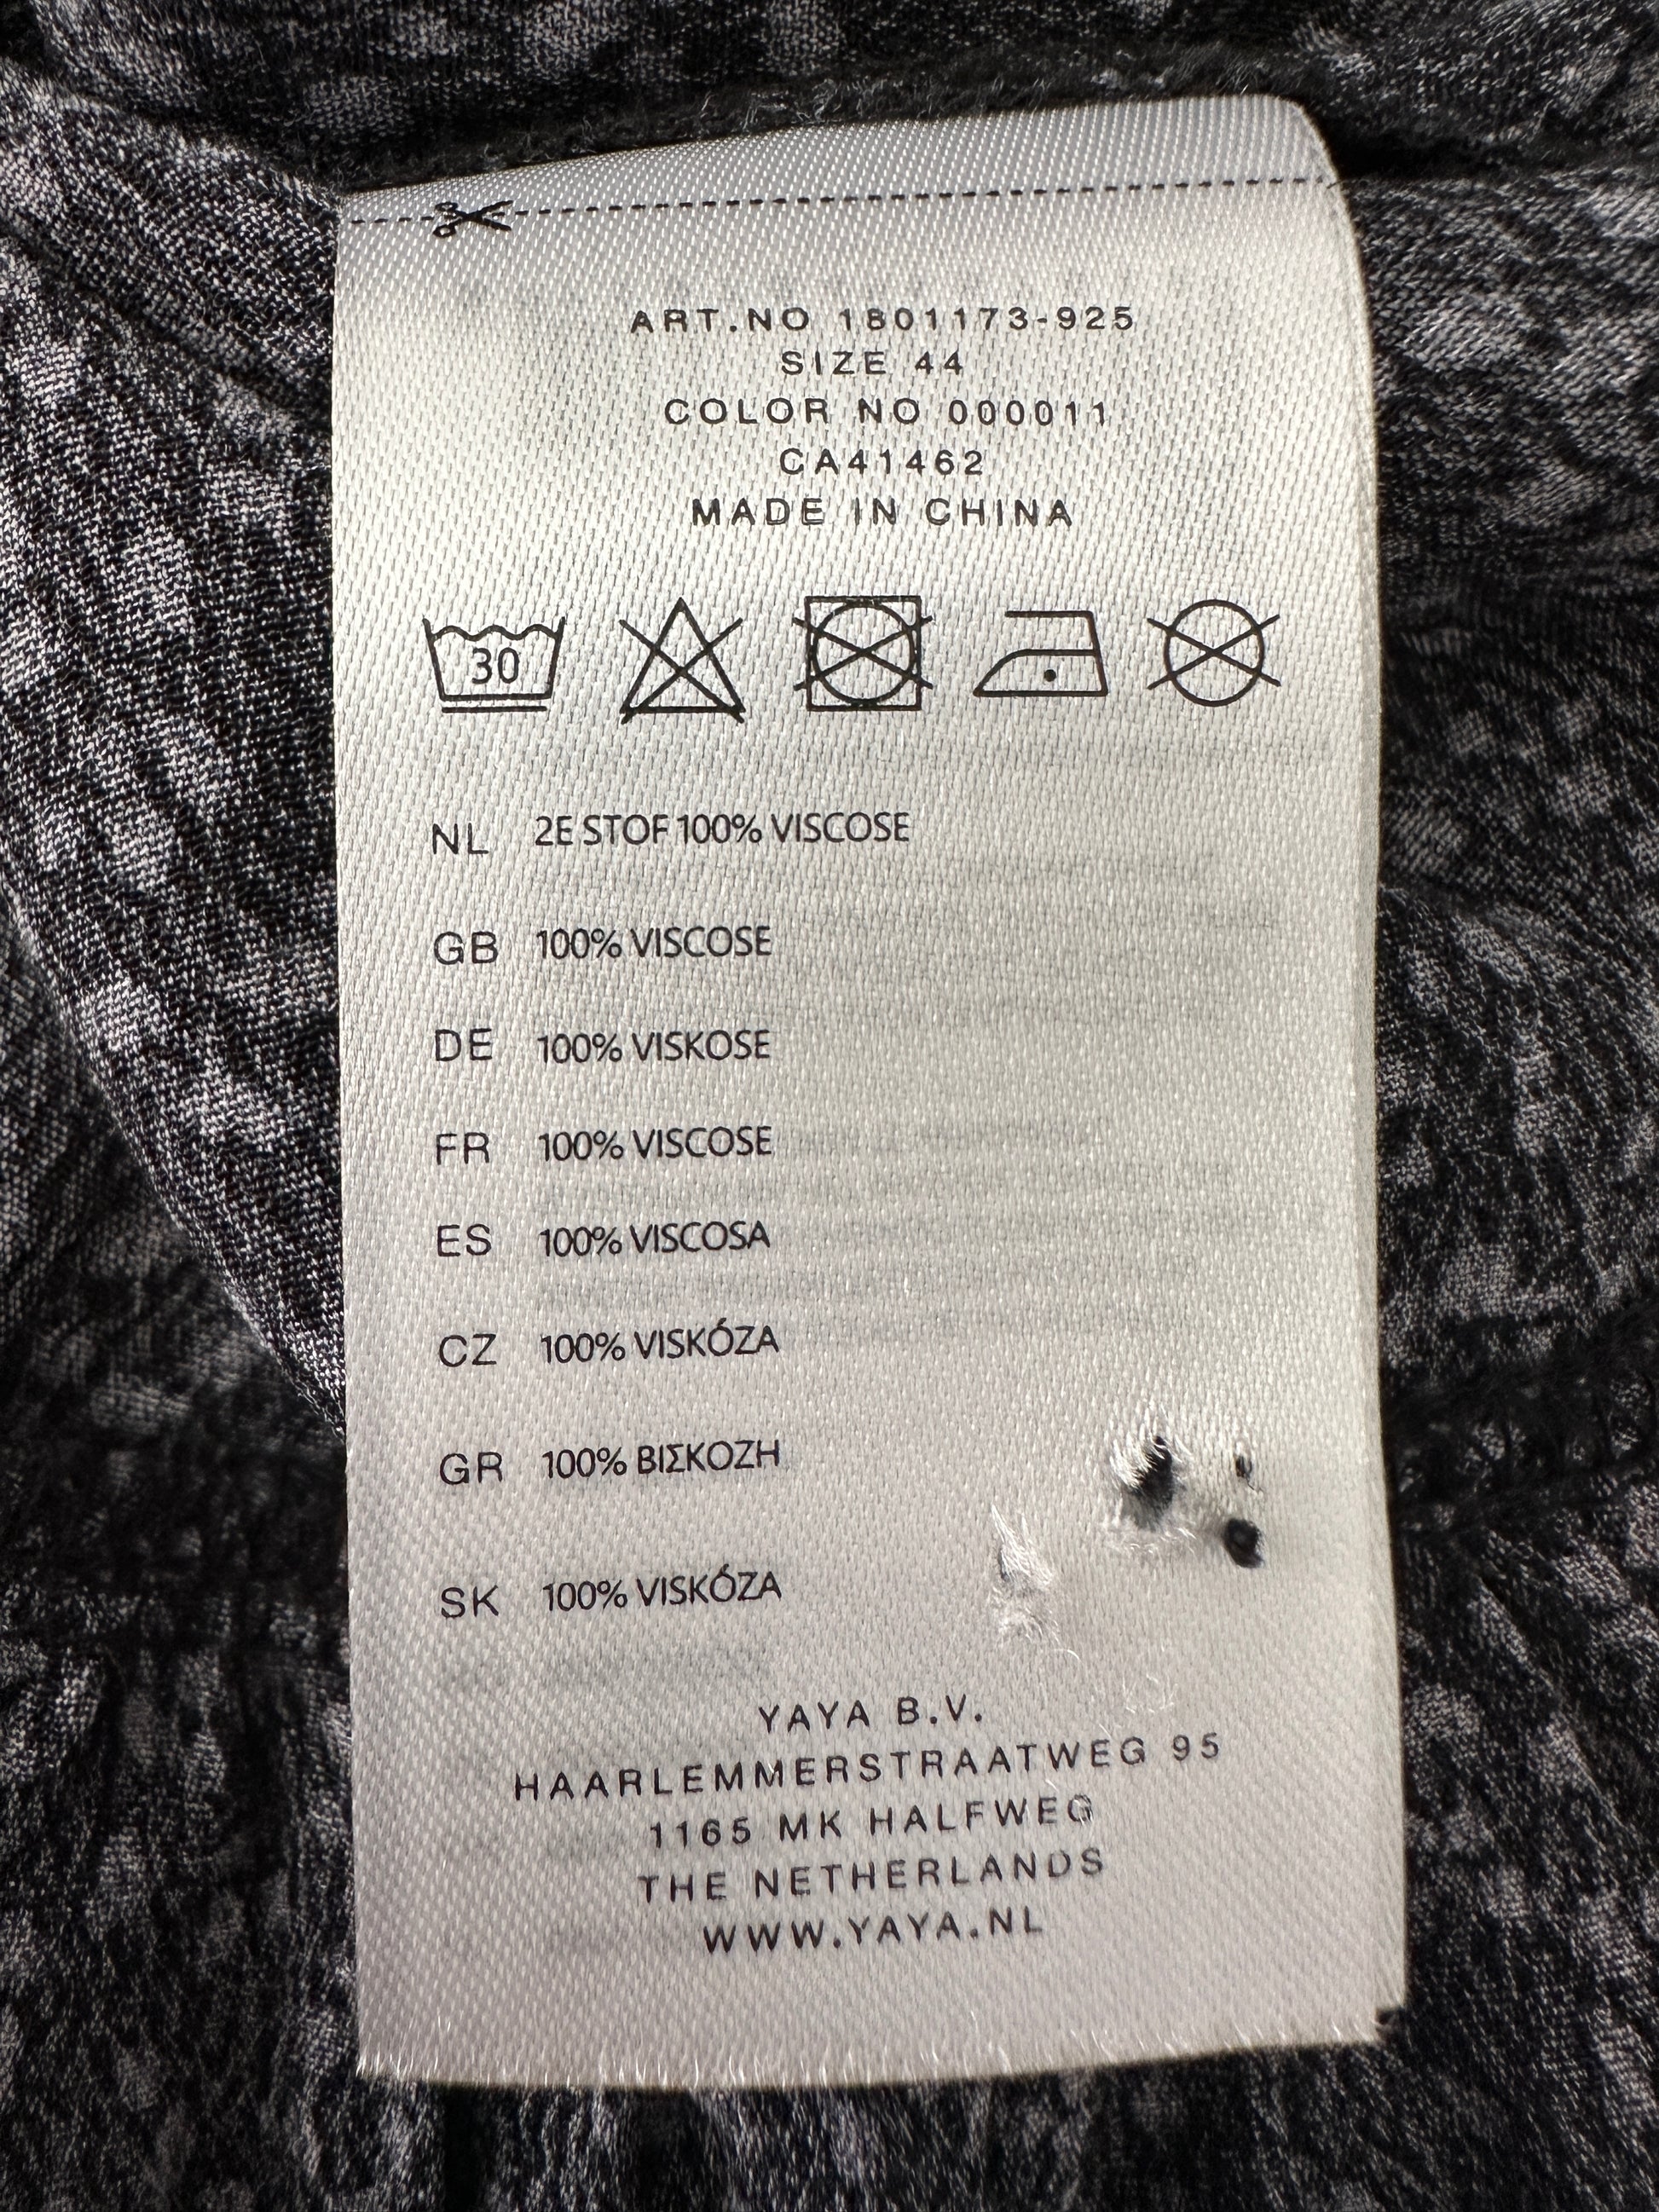 ART.NO 1801173-925
SIZE 44
COLOR NO 000011
CA41462
MADE IN CHINA
30
NL 2E STOF 100% VISCOSE
GB 100% VISCOSE
DE 100% VISKOSE
FR 100% VISCOSE
ES 100% VISCOSA
CZ 100% VISKÓZA
GR 100% ΒΙΣΚΟΖΗ
SK 100% VISKÓZA
YAYA B.V.
HAARLEMMERSTRAATWEG 95
1165 MK HALFWEG
THE NETHERLANDS
WWW.YAYA.NL